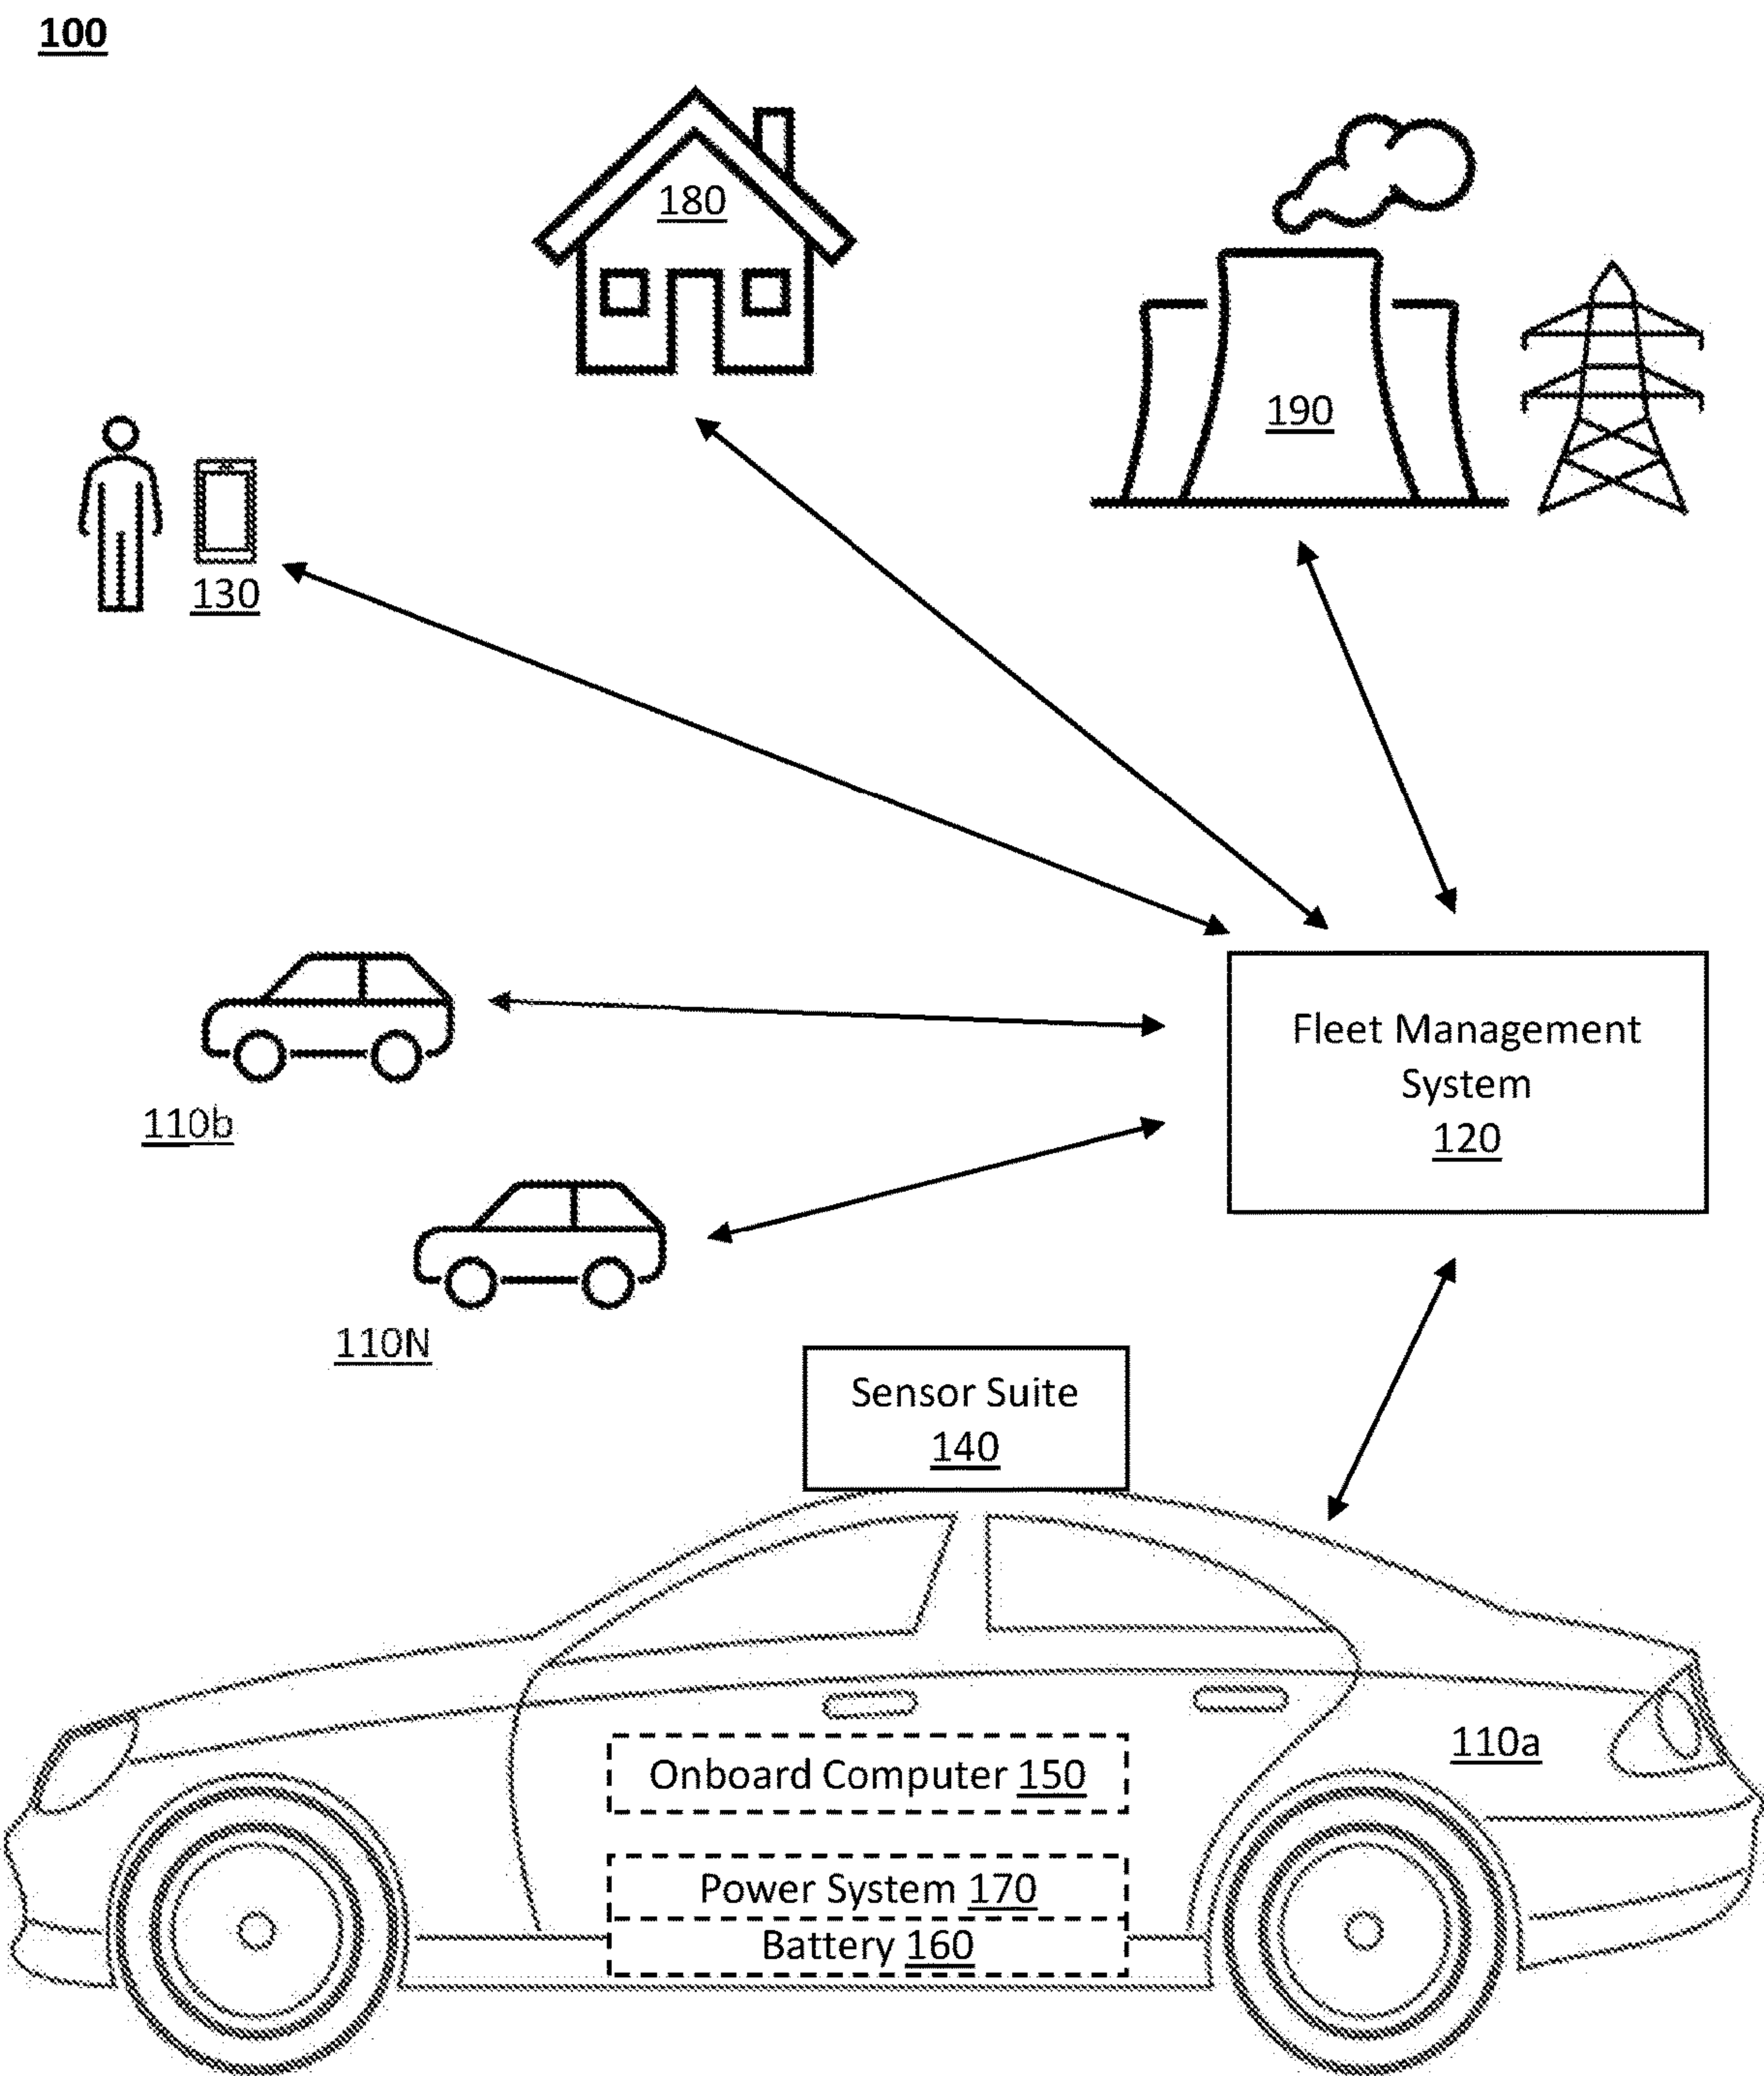 100
180
190
130
Fleet Management
System
120
110b
110N
Sensor Suite
140
110a
Onboard Computer 150
Power System 170
Battery 160